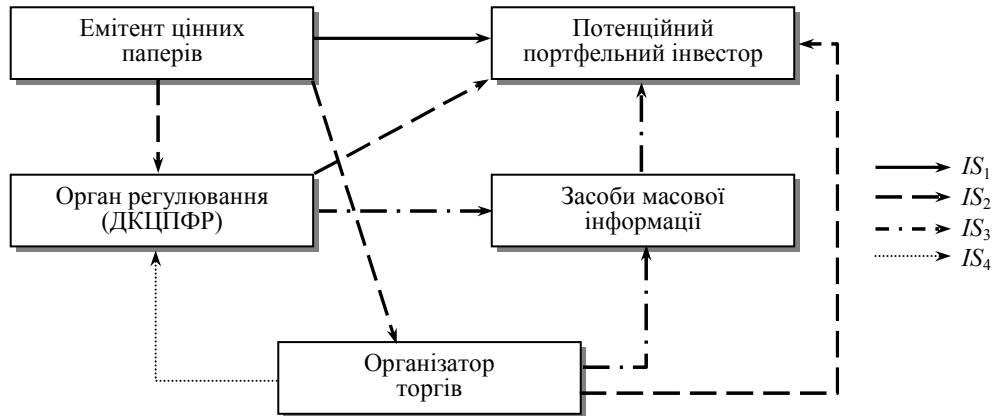 Емітент цінних
паперів
Потенційний
портфельний інвестор
Орган регулювання
(ДКЦПФР)
Засоби масової
інформації
Організатор
торгів
IS₁
IS₂
IS₃
IS₄